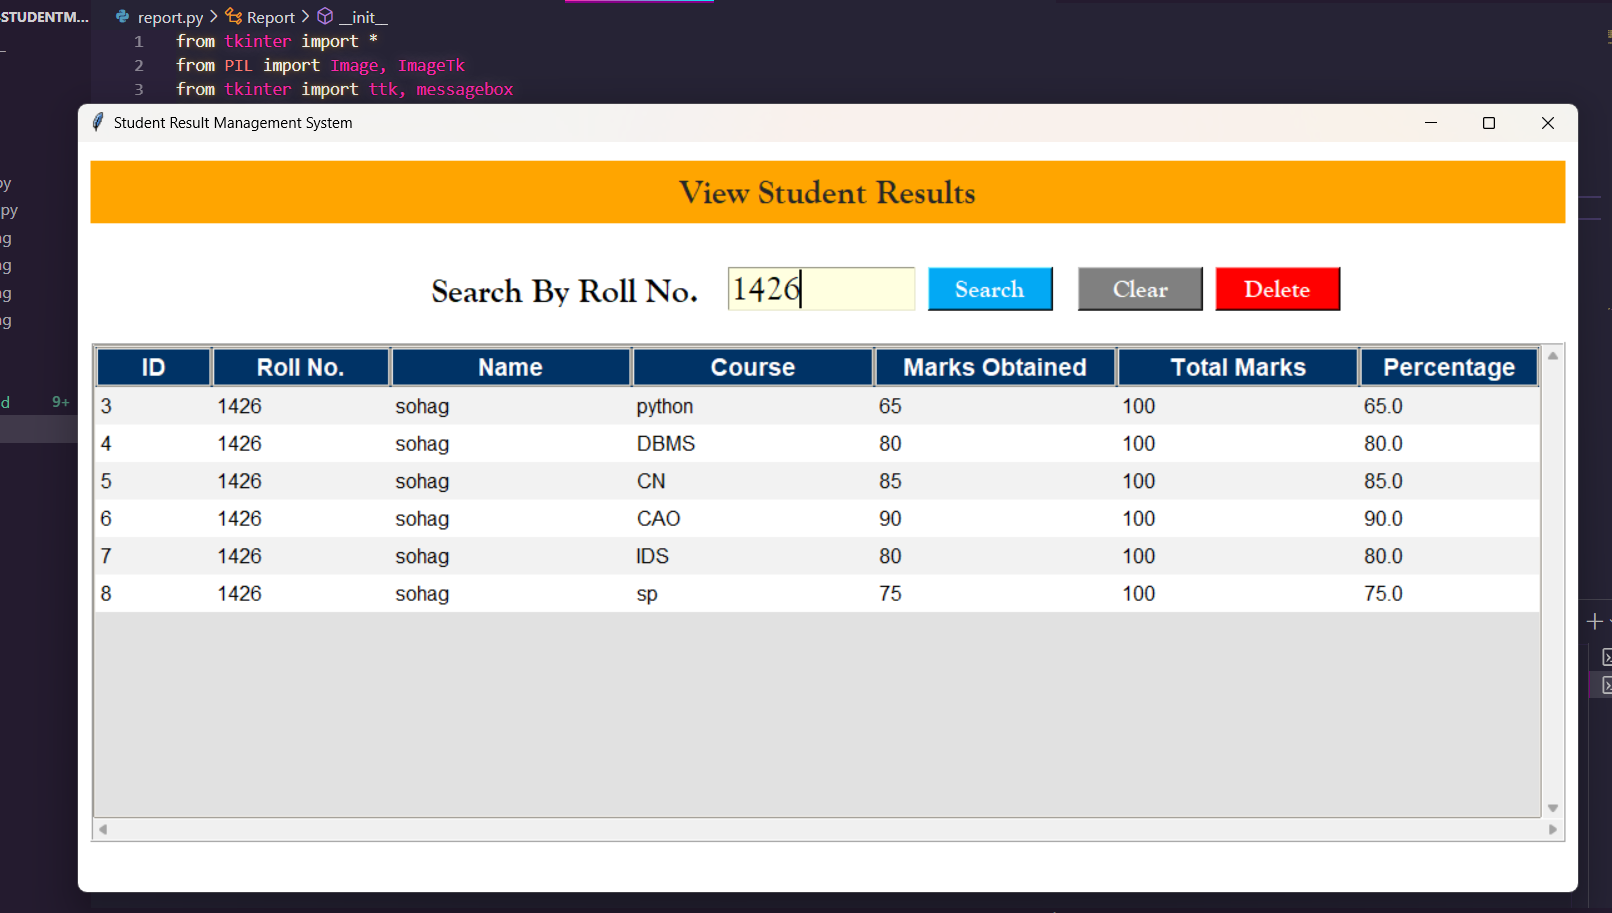 -STUDENTM...
report.py > Report > __init__
1 from tkinter import *
2 from PIL import Image, ImageTk
3 from tkinter import ttk, messagebox
Student Result Management System
View Student Results
Search By Roll No. 1426 Search Clear Delete
ID Roll No. Name Course Marks Obtained Total Marks Percentage
3 1426 sohag python 65 100 65.0
4 1426 sohag DBMS 80 100 80.0
5 1426 sohag CN 85 100 85.0
6 1426 sohag CAO 90 100 90.0
7 1426 sohag IDS 80 100 80.0
8 1426 sohag sp 75 100 75.0
py
py
ng
ng
ng
ng
d 9+